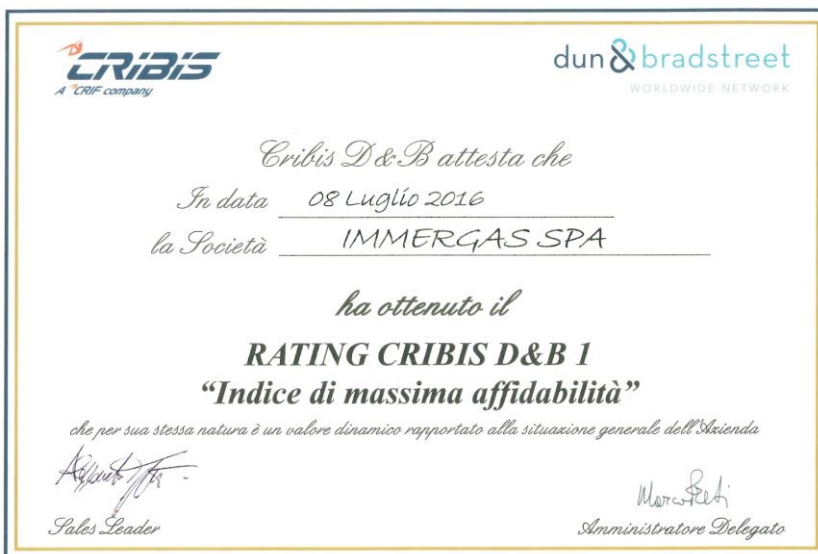 CRIBIS
A CRIF company
dun & bradstreet
WORLDWIDE NETWORK
Cribis D&B attesta che
In data 08 Luglio 2016
la Società IMMERGAS SPA
ha ottenuto il
RATING CRIBIS D&B 1
“Indice di massima affidabilità”
che per sua stessa natura è un valore dinamico rapportato alla situazione generale dell'Azienda
Sales Leader
Amministratore Delegato